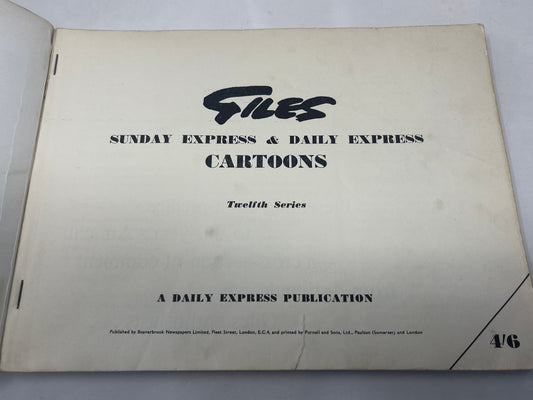 GILES
SUNDAY EXPRESS & DAILY EXPRESS
CARTOONS
Twelfth Series
A DAILY EXPRESS PUBLICATION
Published by Beaverbrook Newspapers Limited, Fleet Street, London, E.C.4, and printed by Purnell and Sons, Ltd., Paulton (Somerset) and London
4/6